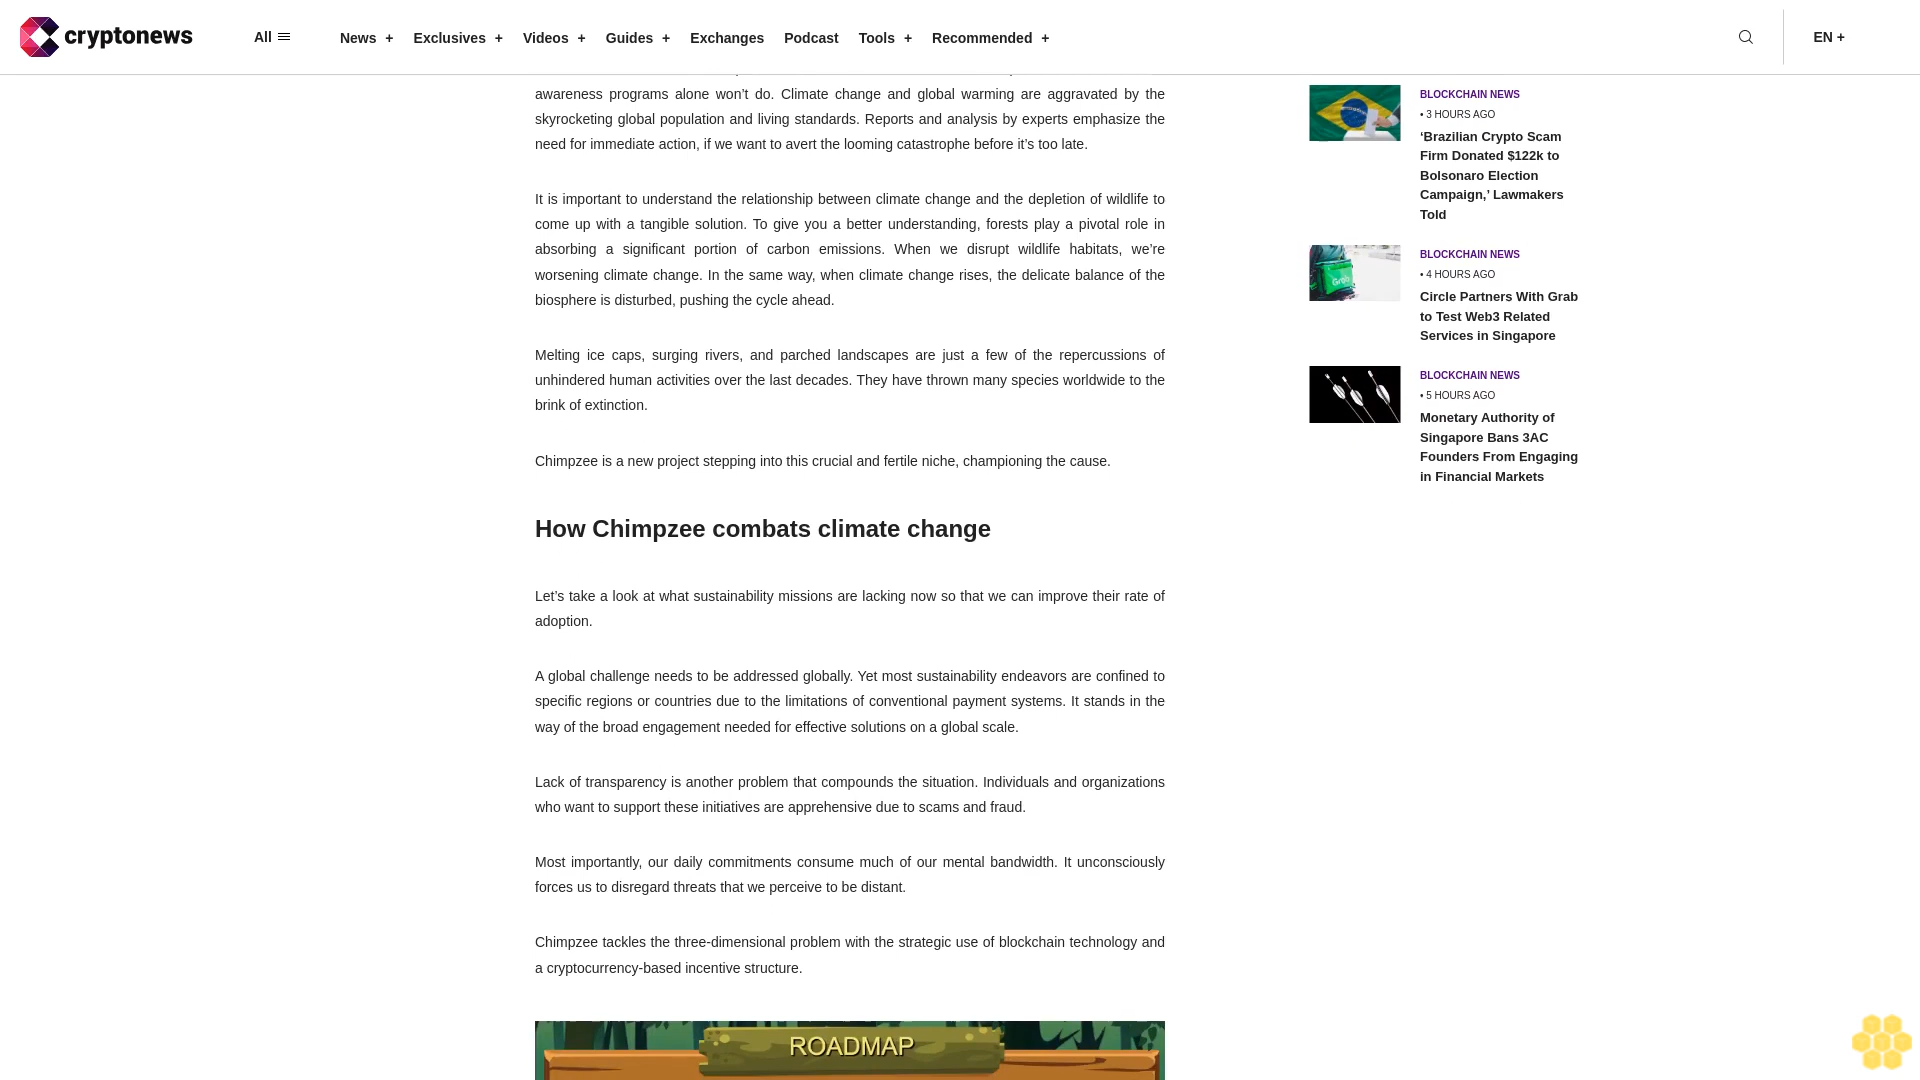 cryptonews
All
News +
Exclusives +
Videos +
Guides +
Exchanges
Podcast
Tools +
Recommended +
EN +
awareness programs alone won’t do. Climate change and global warming are aggravated by the
skyrocketing global population and living standards. Reports and analysis by experts emphasize the
need for immediate action, if we want to avert the looming catastrophe before it’s too late.
It is important to understand the relationship between climate change and the depletion of wildlife to
come up with a tangible solution. To give you a better understanding, forests play a pivotal role in
absorbing a significant portion of carbon emissions. When we disrupt wildlife habitats, we’re
worsening climate change. In the same way, when climate change rises, the delicate balance of the
biosphere is disturbed, pushing the cycle ahead.
Melting ice caps, surging rivers, and parched landscapes are just a few of the repercussions of
unhindered human activities over the last decades. They have thrown many species worldwide to the
brink of extinction.
Chimpzee is a new project stepping into this crucial and fertile niche, championing the cause.
How Chimpzee combats climate change
Let’s take a look at what sustainability missions are lacking now so that we can improve their rate of
adoption.
A global challenge needs to be addressed globally. Yet most sustainability endeavors are confined to
specific regions or countries due to the limitations of conventional payment systems. It stands in the
way of the broad engagement needed for effective solutions on a global scale.
Lack of transparency is another problem that compounds the situation. Individuals and organizations
who want to support these initiatives are apprehensive due to scams and fraud.
Most importantly, our daily commitments consume much of our mental bandwidth. It unconsciously
forces us to disregard threats that we perceive to be distant.
Chimpzee tackles the three-dimensional problem with the strategic use of blockchain technology and
a cryptocurrency-based incentive structure.
ROADMAP
BLOCKCHAIN NEWS
• 3 HOURS AGO
‘Brazilian Crypto Scam
Firm Donated $122k to
Bolsonaro Election
Campaign,’ Lawmakers
Told
Grab
BLOCKCHAIN NEWS
• 4 HOURS AGO
Circle Partners With Grab
to Test Web3 Related
Services in Singapore
BLOCKCHAIN NEWS
• 5 HOURS AGO
Monetary Authority of
Singapore Bans 3AC
Founders From Engaging
in Financial Markets